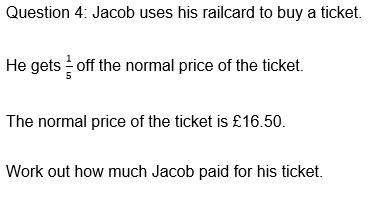 Question 4: Jacob uses his railcard to buy a ticket.
He gets 1/5 off the normal price of the ticket.
The normal price of the ticket is £16.50.
Work out how much Jacob paid for his ticket.